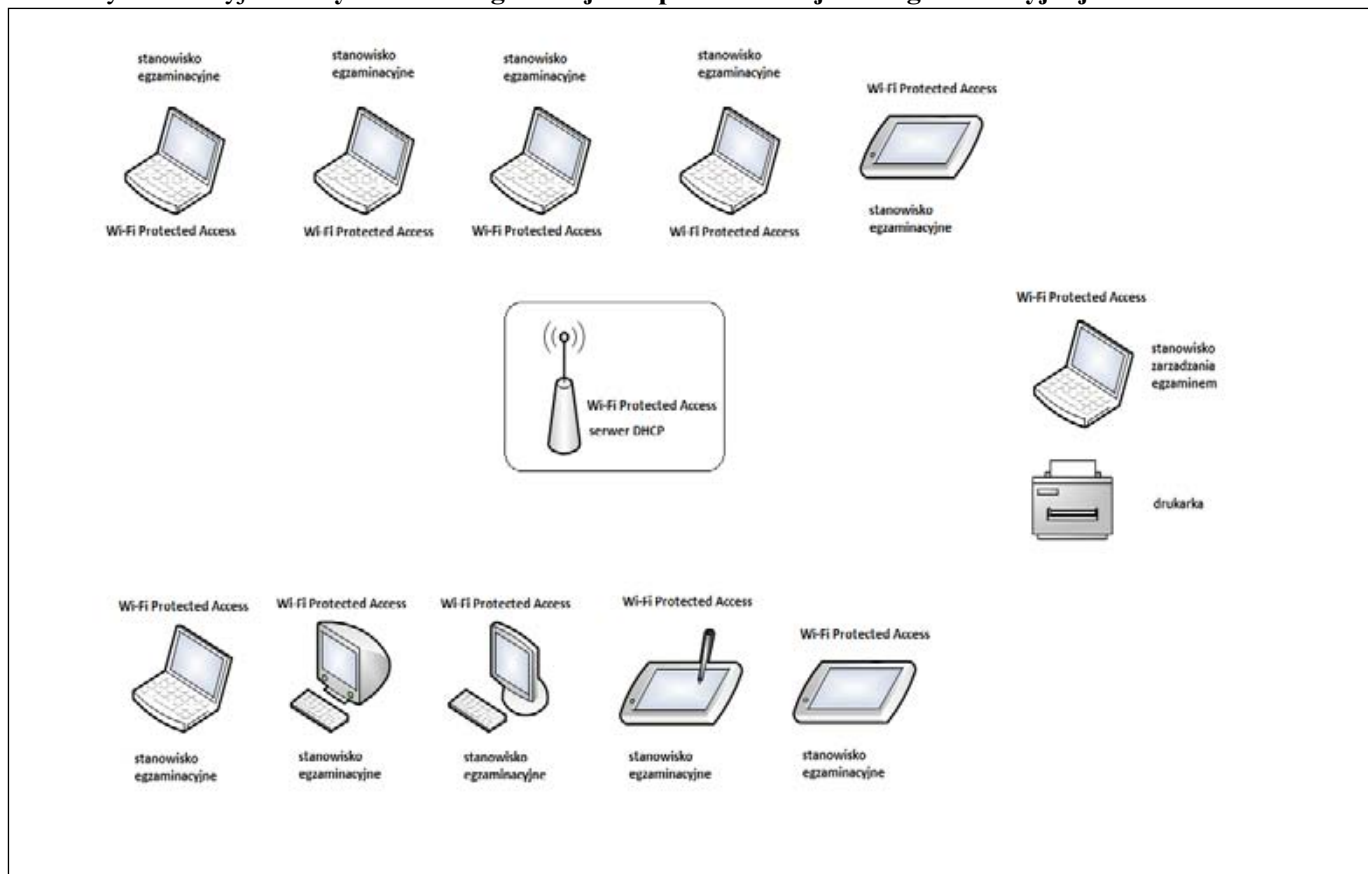 stanowisko
egzaminacyjne
stanowisko
egzaminacyjne
stanowisko
egzaminacyjne
stanowisko
egzaminacyjne
Wi-Fi Protected Access
Wi-Fi Protected Access
Wi-Fi Protected Access
Wi-Fi Protected Access
Wi-Fi Protected Access
stanowisko
egzaminacyjne
Wi-Fi Protected Access
serwer DHCP
Wi-Fi Protected Access
stanowisko
zarzadzania
egzaminem
drukarka
Wi-Fi Protected Access
Wi-Fi Protected Access
Wi-Fi Protected Access
Wi-Fi Protected Access
Wi-Fi Protected Access
stanowisko
egzaminacyjne
stanowisko
egzaminacyjne
stanowisko
egzaminacyjne
stanowisko
egzaminacyjne
stanowisko
egzaminacyjne